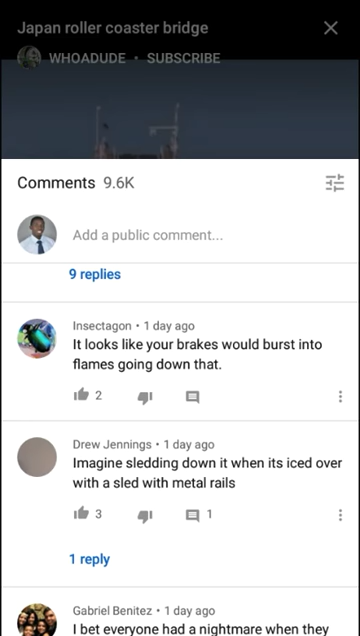 Japan roller coaster bridge
WHOADUDE • SUBSCRIBE
Comments 9.6K
Add a public comment...
9 replies
Insectagon • 1 day ago
It looks like your brakes would burst into
flames going down that.
2
Drew Jennings • 1 day ago
Imagine sledding down it when its iced over
with a sled with metal rails
3 1
1 reply
Gabriel Benitez • 1 day ago
I bet everyone had a nightmare when they